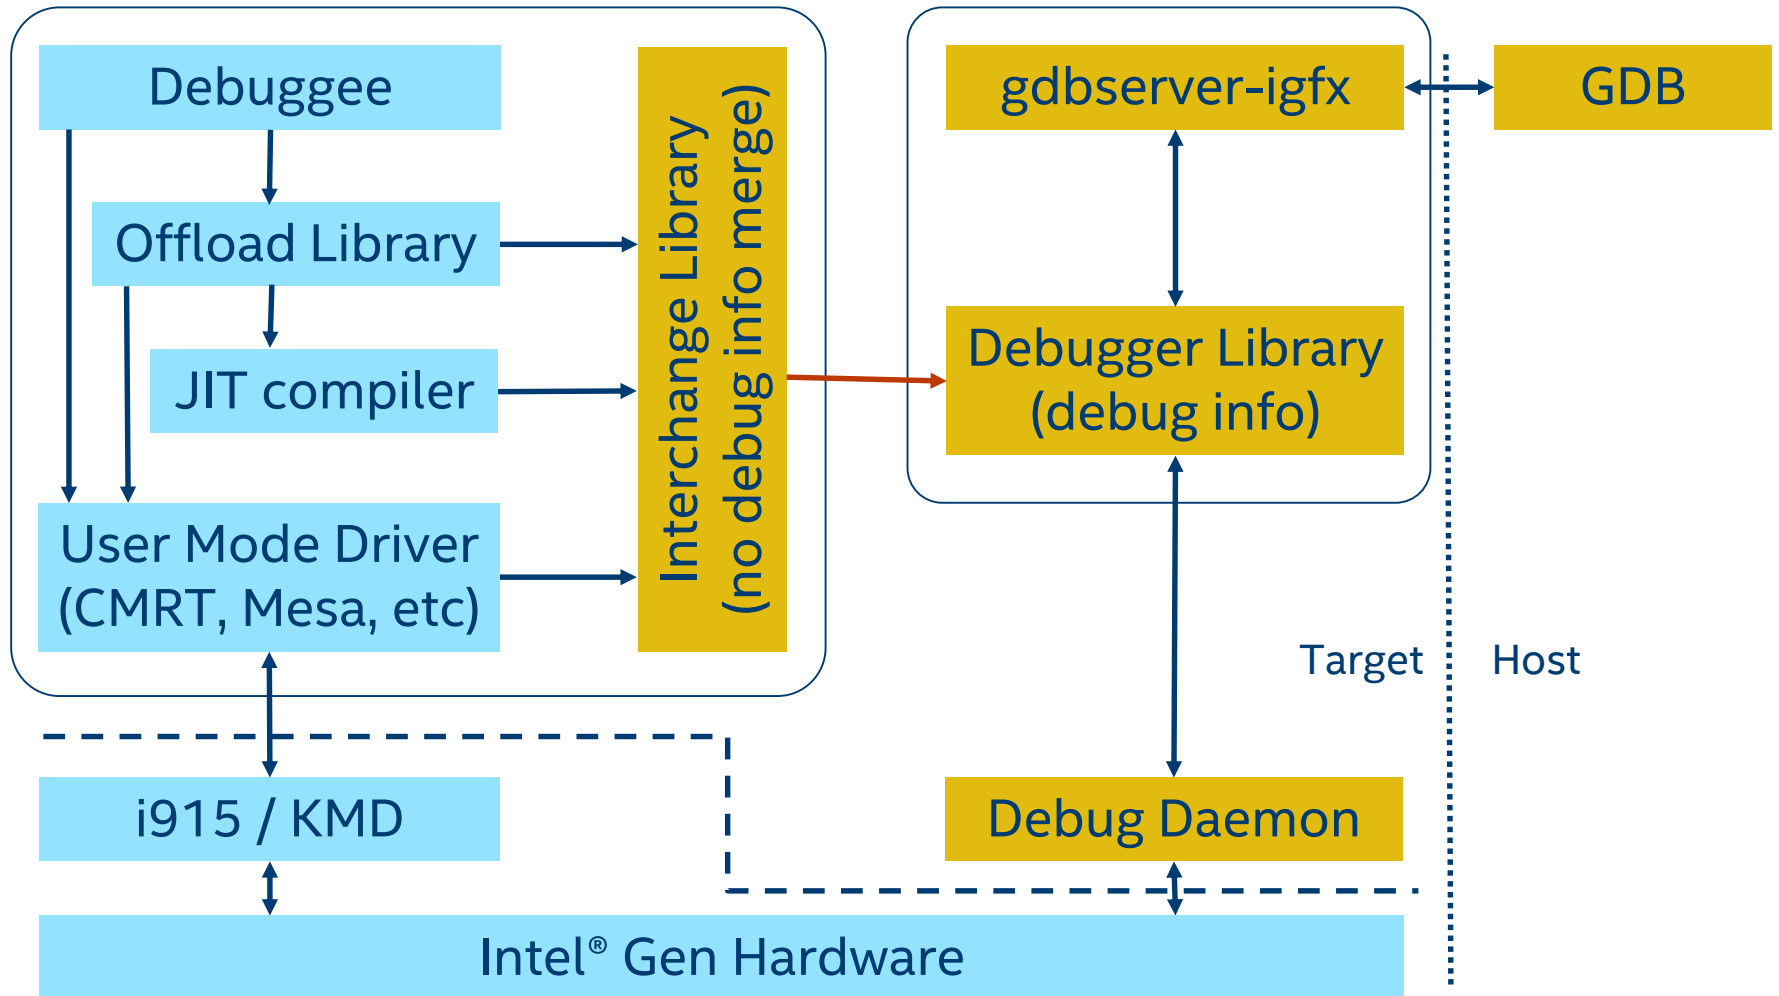 Debuggee
Offload Library
JIT compiler
User Mode Driver
(CMRT, Mesa, etc)
Interchange Library
(no debug info merge)
gdbserver-igfx
GDB
Debugger Library
(debug info)
Target
Host
i915 / KMD
Debug Daemon
Intel® Gen Hardware